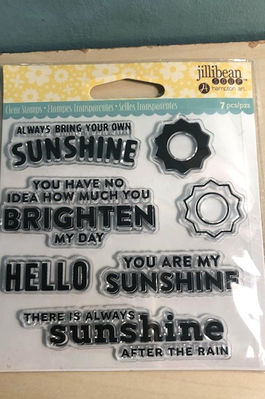 jillibean
SOUP
hampton art.
Clear Stamps • Étampes Transparentes • Sellos Transparentes
7 pcs/pzs
ALWAYS BRING YOUR OWN
SUNSHINE
YOU HAVE NO
IDEA HOW MUCH YOU
BRIGHTEN
MY DAY
HELLO
YOU ARE MY
SUNSHINE
THERE IS ALWAYS
sunshine
AFTER THE RAIN